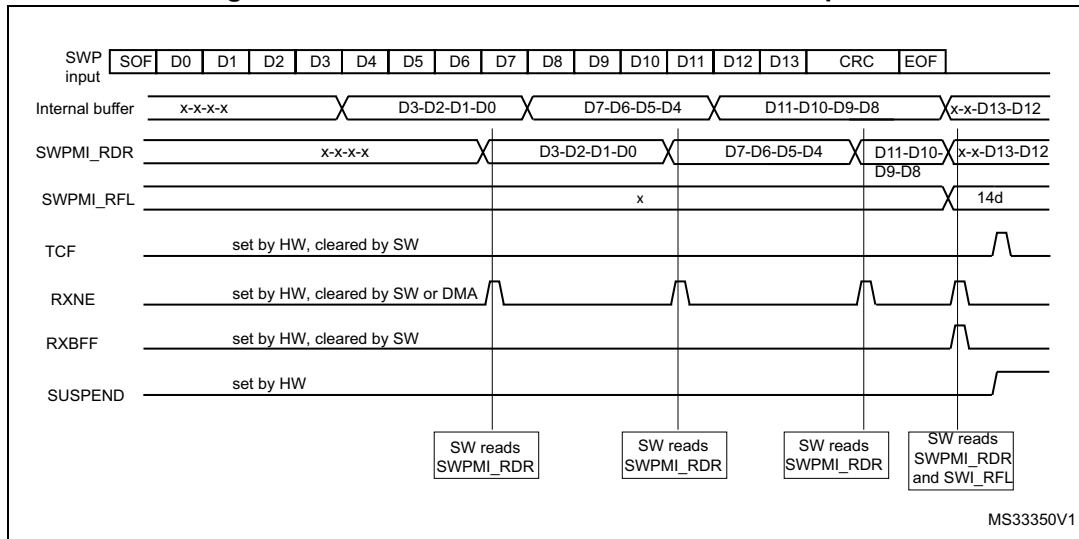 SWP input SOF D0 D1 D2 D3 D4 D5 D6 D7 D8 D9 D10 D11 D12 D13 CRC EOF
Internal buffer x-x-x-x D3-D2-D1-D0 D7-D6-D5-D4 D11-D10-D9-D8 x-x-D13-D12
SWPMI_RDR x-x-x-x D3-D2-D1-D0 D7-D6-D5-D4 D11-D10- x-x-D13-D12
D9-D8
SWPMI_RFL x 14d
TCF set by HW, cleared by SW
RXNE set by HW, cleared by SW or DMA
RXBFF set by HW, cleared by SW
SUSPEND set by HW
SW reads
SWPMI_RDR
SW reads
SWPMI_RDR
SW reads
SWPMI_RDR
SW reads
SWPMI_RDR
and SWI_RFL
MS33350V1